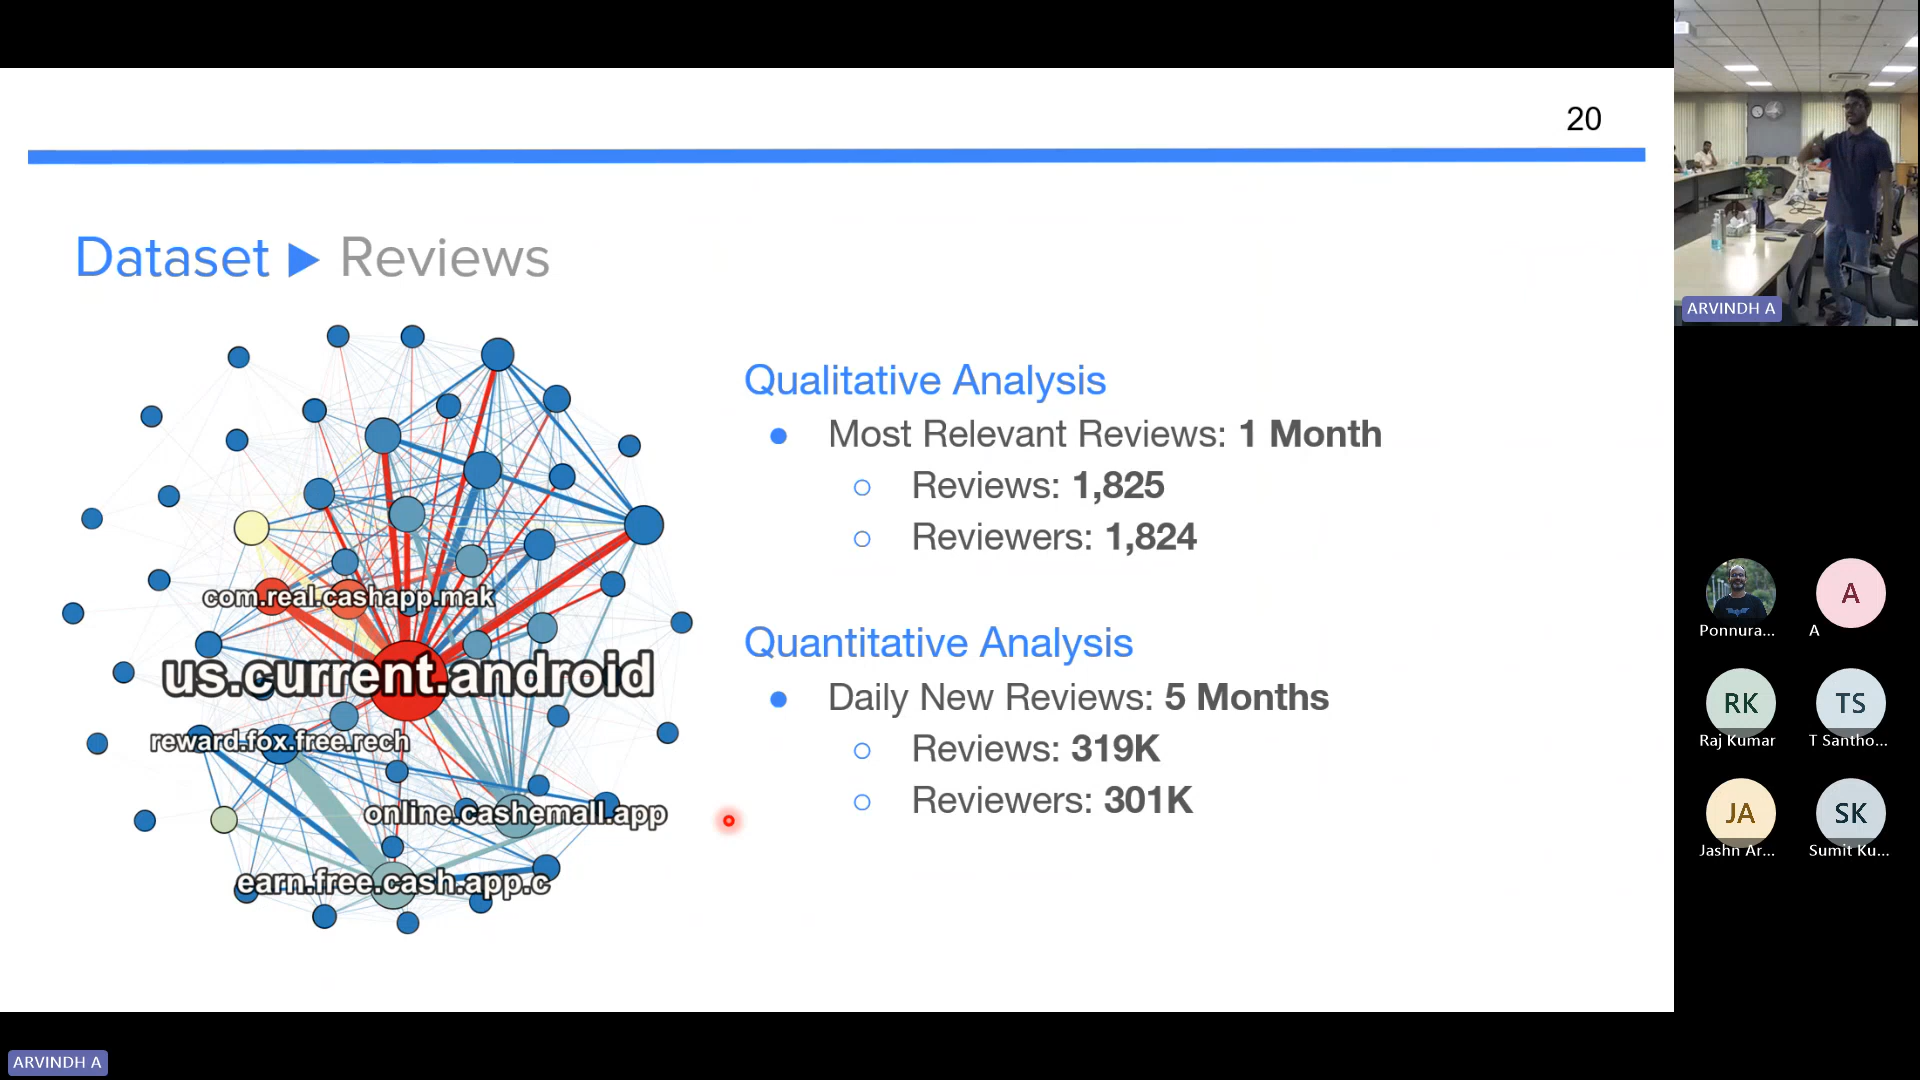 20
Dataset ▶ Reviews
com.real.cashapp.mak
us.current.android
reward.fox.free.rech
online.cashemall.app
earn.free.cash.app.c
Qualitative Analysis
Most Relevant Reviews: 1 Month
Reviews: 1,825
Reviewers: 1,824
Quantitative Analysis
Daily New Reviews: 5 Months
Reviews: 319K
Reviewers: 301K
ARVINDH A
Ponnura...
A
A
RK
Raj Kumar
TS
T Santho...
JA
Jashn Ar...
SK
Sumit Ku...
ARVINDH A